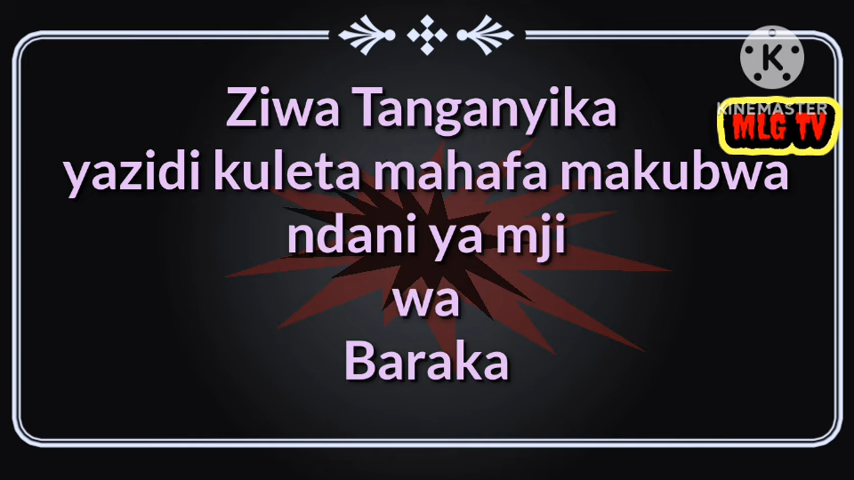 KINEMASTER
MLG TV
Ziwa Tanganyika
yazidi kuleta mahafa makubwa
ndani ya mji
wa
Baraka